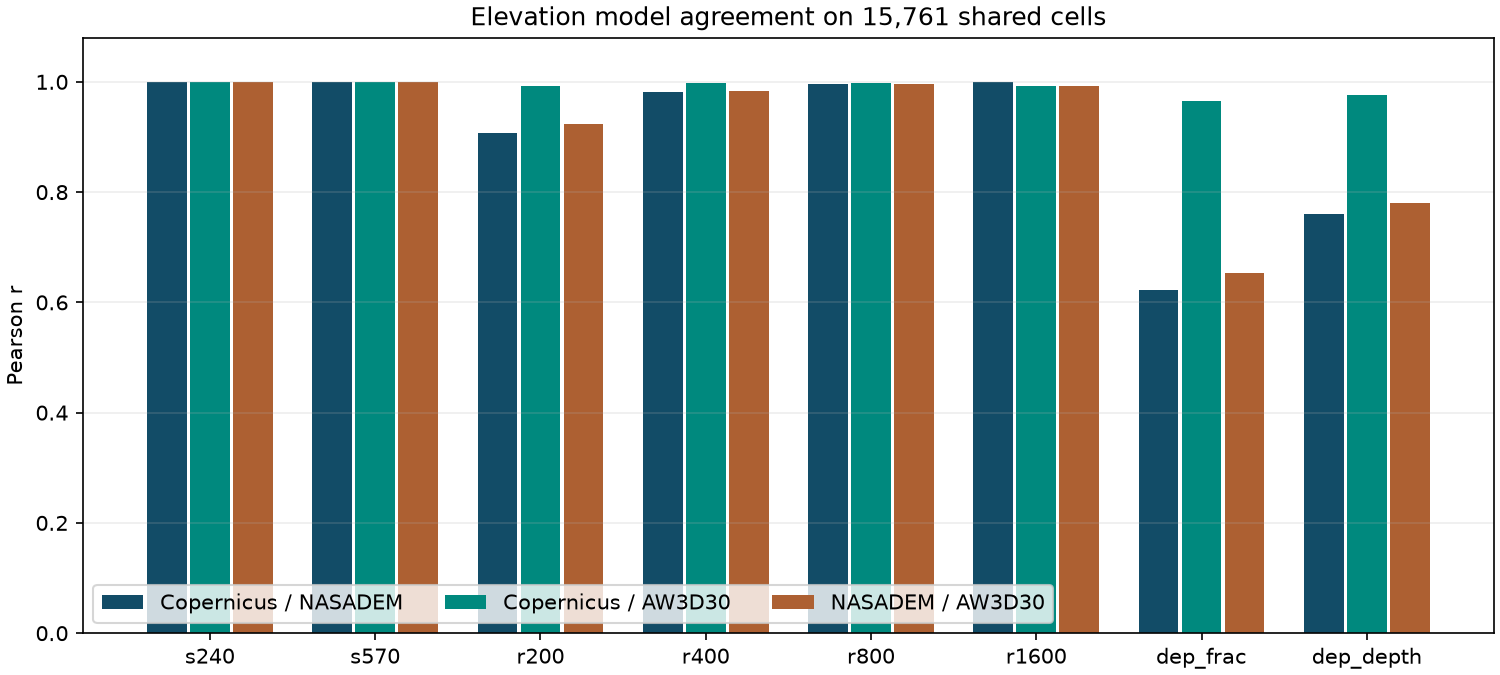 Elevation model agreement on 15,761 shared cells
Pearson r
1.0
0.8
0.6
0.4
0.2
0.0
Copernicus / NASADEM
Copernicus / AW3D30
NASADEM / AW3D30
s240
s570
r200
r400
r800
r1600
dep_frac
dep_depth